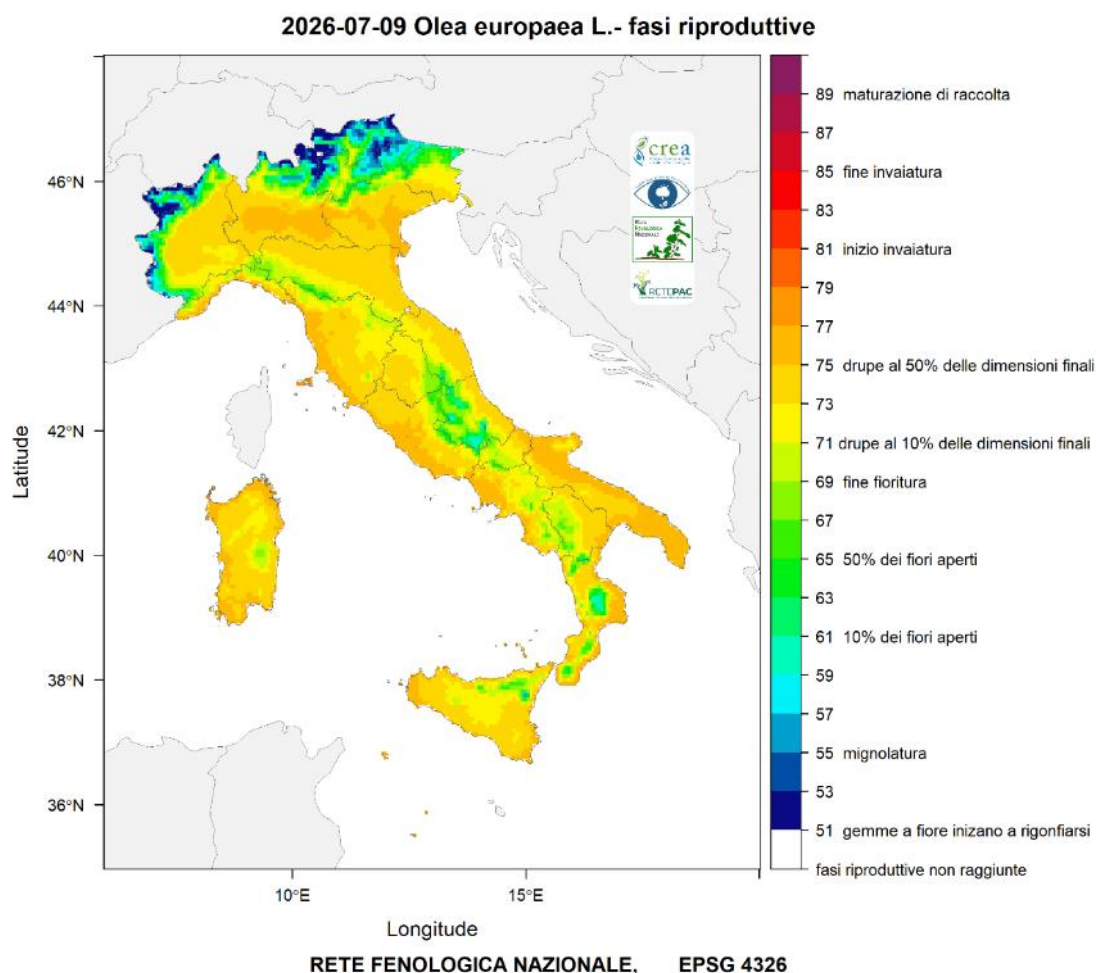 2026-07-09 Olea europaea L.- fasi riproduttive
89 maturazione di raccolta
87
85 fine invaiatura
83
81 inizio invaiatura
79
77
75 drupe al 50% delle dimensioni finali
73
71 drupe al 10% delle dimensioni finali
69 fine fioritura
67
65 50% dei fiori aperti
63
61 10% dei fiori aperti
59
57
55 mignolatura
53
51 gemme a fiore inizano a rigonfiarsi
fasi riproduttive non raggiunte
crea
RETE
FENOLOGICA
NAZIONALE
RETEPAC
46°N
44°N
42°N
40°N
38°N
36°N
Latitude
10°E
15°E
Longitude
RETE FENOLOGICA NAZIONALE, EPSG 4326